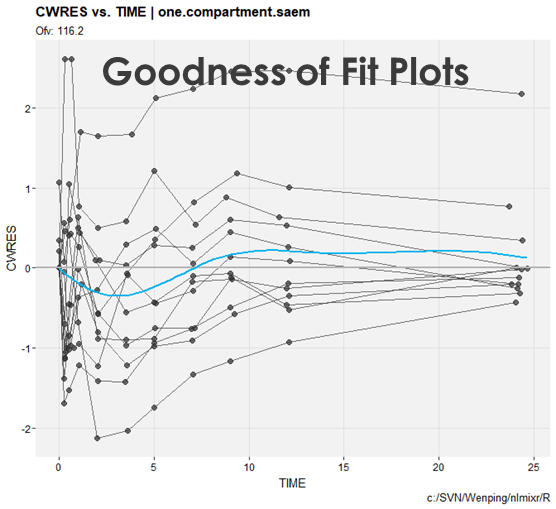 CWRES vs. TIME | one.compartment.saem
Ofv: 116.2
Goodness of Fit Plots
2
1
0
-1
-2
CWRES
0
5
10
15
20
25
TIME
c:/SVN/Wenping/nlmixr/R